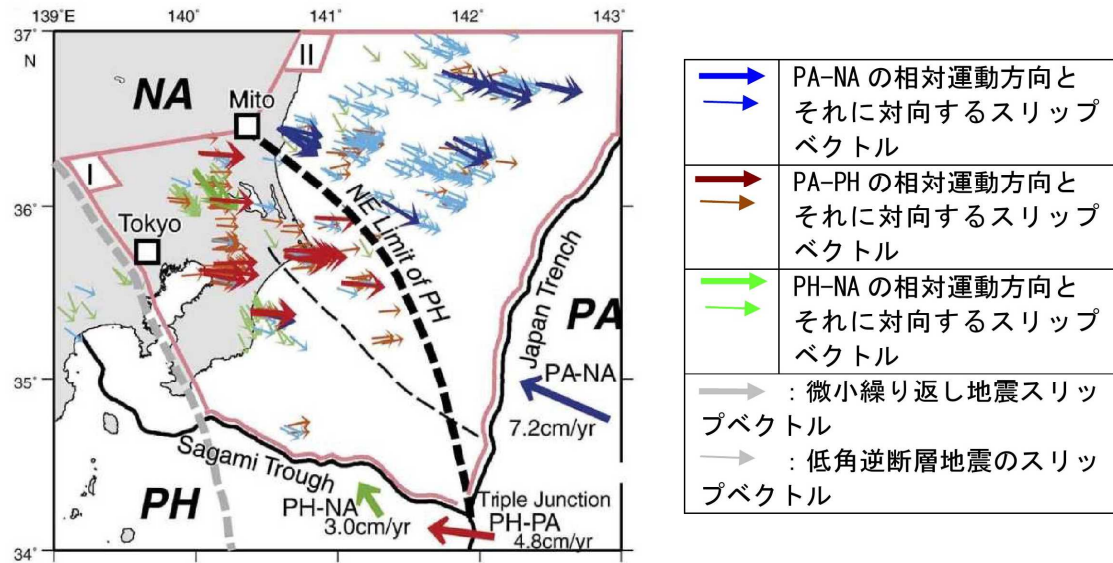 139°E 140° 141° 142° 143°
37°
N
II
NA
Mito
I
36°
Tokyo
NE Limit of PH
Japan Trench
PA
35°
PA-NA
7.2cm/yr
Sagami Trough
PH
PH-NA
3.0cm/yr
Triple Junction
PH-PA
4.8cm/yr
34°
PA-NA の相対運動方向と
それに対向するスリップ
ベクトル
PA-PH の相対運動方向と
それに対向するスリップ
ベクトル
PH-NA の相対運動方向と
それに対向するスリップ
ベクトル
：微小繰り返し地震スリッ
プベクトル
：低角逆断層地震のスリッ
プベクトル